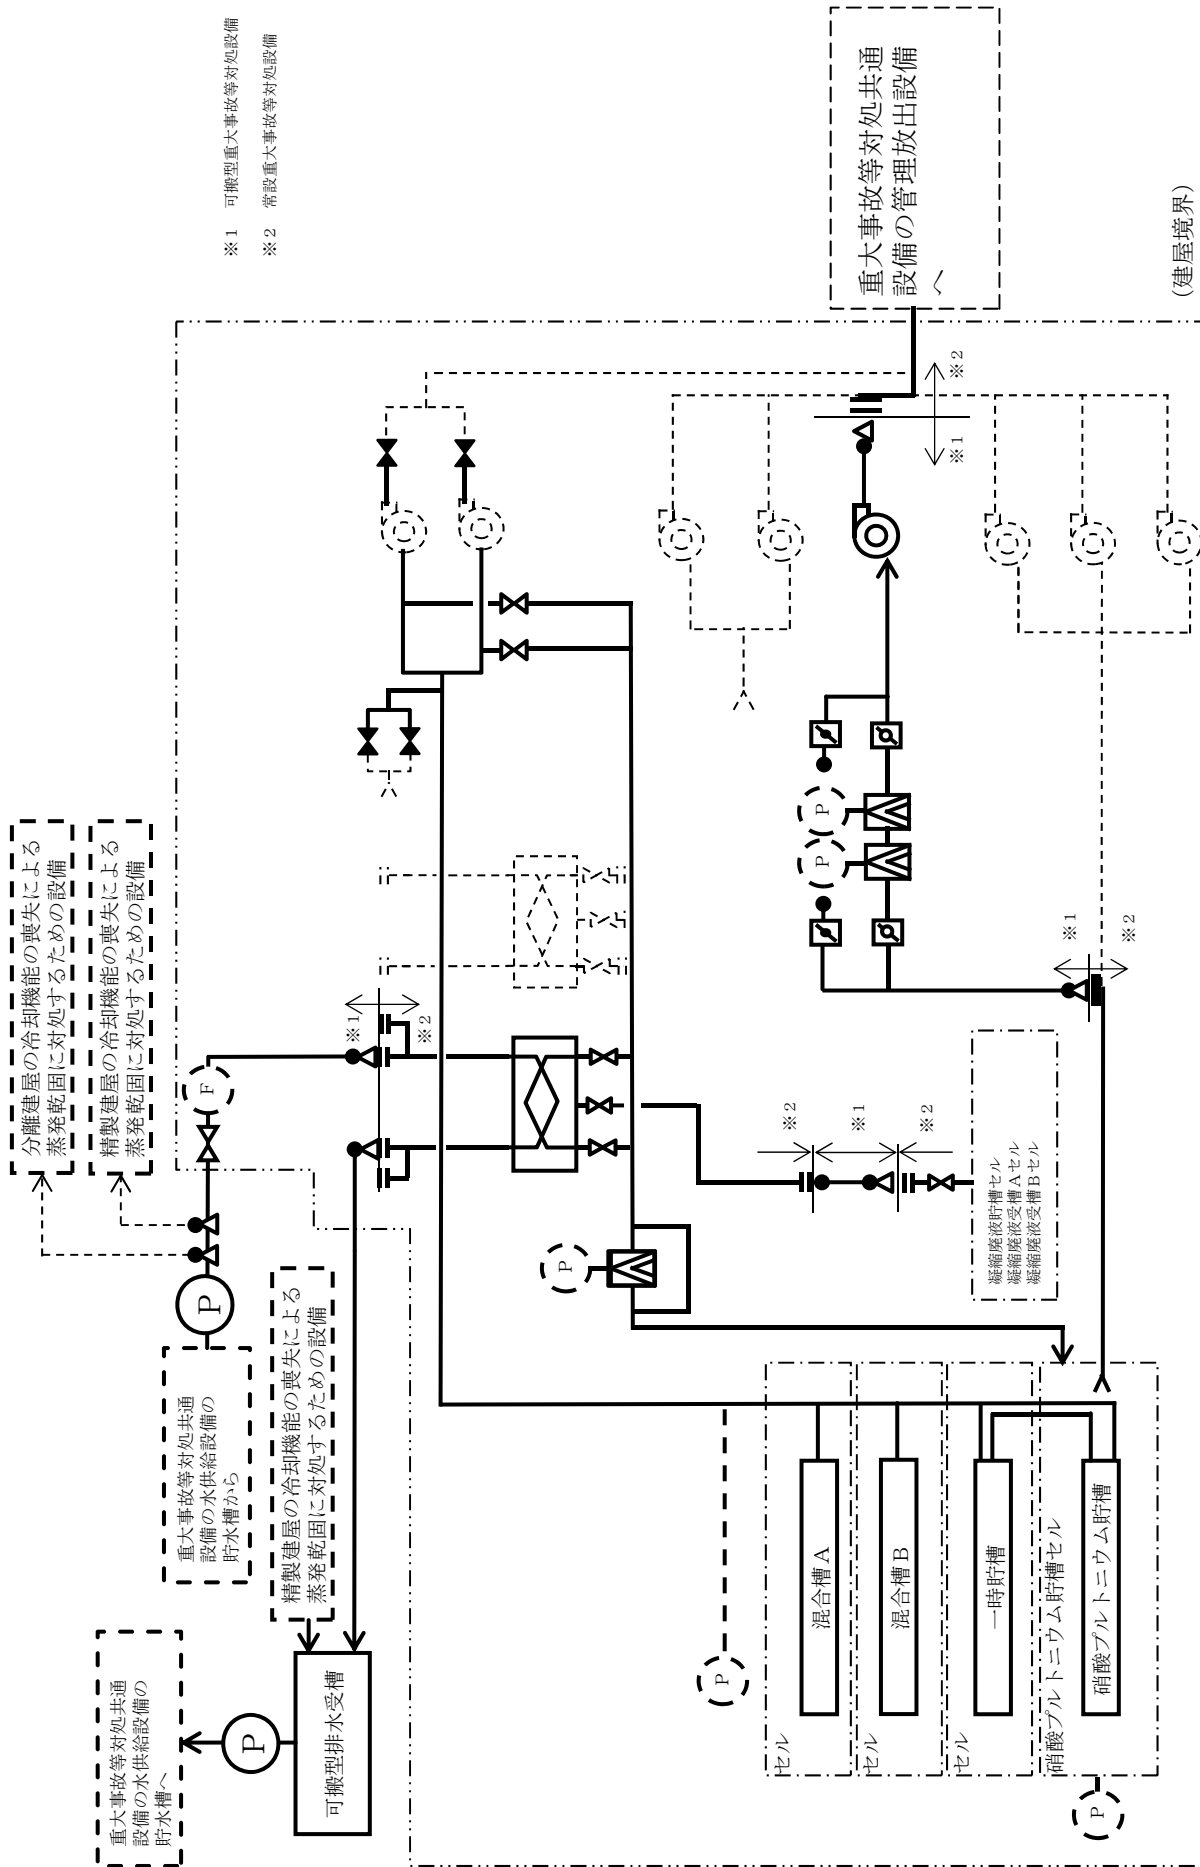 ※１　可搬型重大事故等対処設備
※２　常設重大事故等対処設備
分離建屋の冷却機能の喪失による
蒸発乾固に対処するための設備
精製建屋の冷却機能の喪失による
蒸発乾固に対処するための設備
重大事故等対処共通
設備の水供給設備の
貯水槽へ
P
可搬型排水受槽
重大事故等対処共通
設備の水供給設備の
貯水槽から
P
F
精製建屋の冷却機能の喪失による
蒸発乾固に対処するための設備
※１
※２
P
※２
※１
※２
凝縮廃液貯槽セル
凝縮廃液受槽Ａセル
凝縮廃液受槽Ｂセル
P
セル
混合槽Ａ
セル
混合槽Ｂ
セル
一時貯槽
硝酸プルトニウム貯槽セル
硝酸プルトニウム貯槽
P
P
P
※１
※２
※１
※２
重大事故等対処共通
設備の管理放出設備
へ
(建屋境界)